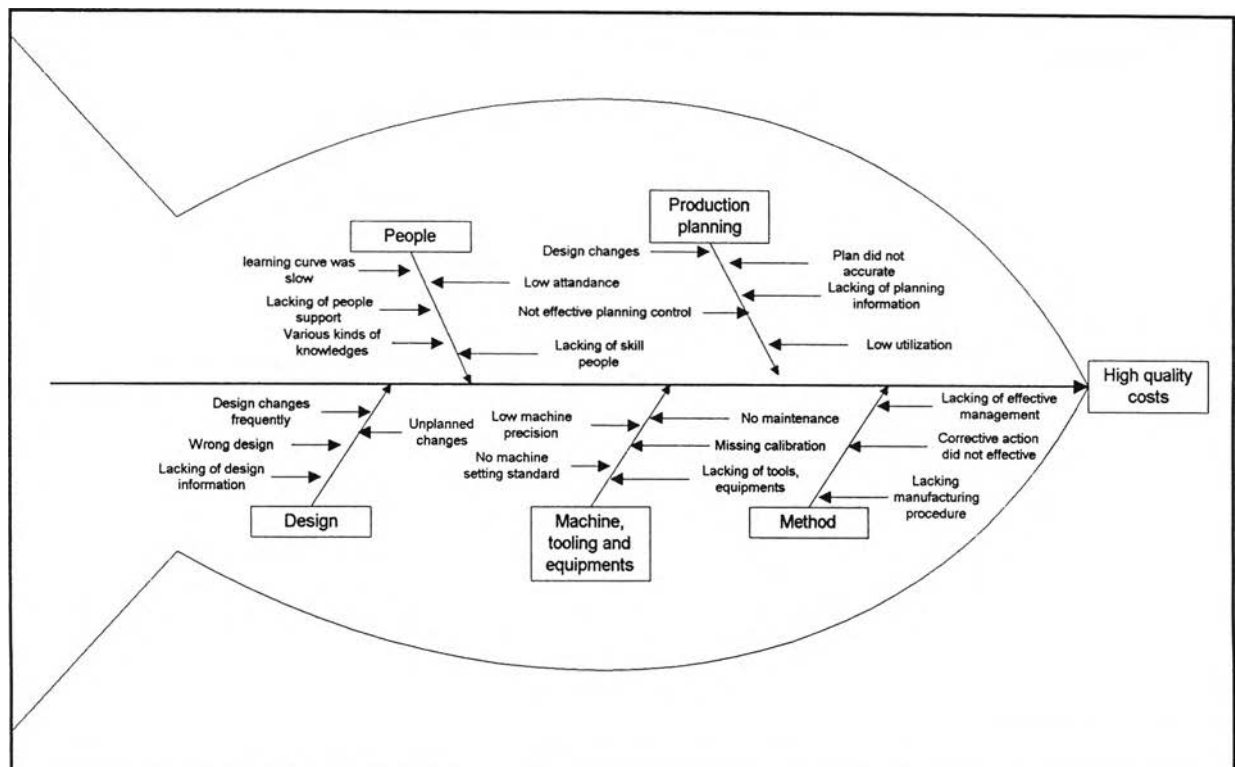 Production
planning
People
Design changes
Plan did not
accurate
learning curve was
slow
Low attandance
Lacking of planning
information
Lacking of people
support
Not effective planning control
Various kinds of
knowledges
Lacking of skill
people
Low utilization
High quality
costs
Design changes
frequently
Unplanned
changes
Wrong design
Lacking of design
information
Design
Low machine
precision
No maintenance
Missing calibration
No machine
setting standard
Lacking of tools,
equipments
Machine,
tooling and
equipments
Lacking of effective
management
Corrective action
did not effective
Lacking
manufacturing
procedure
Method